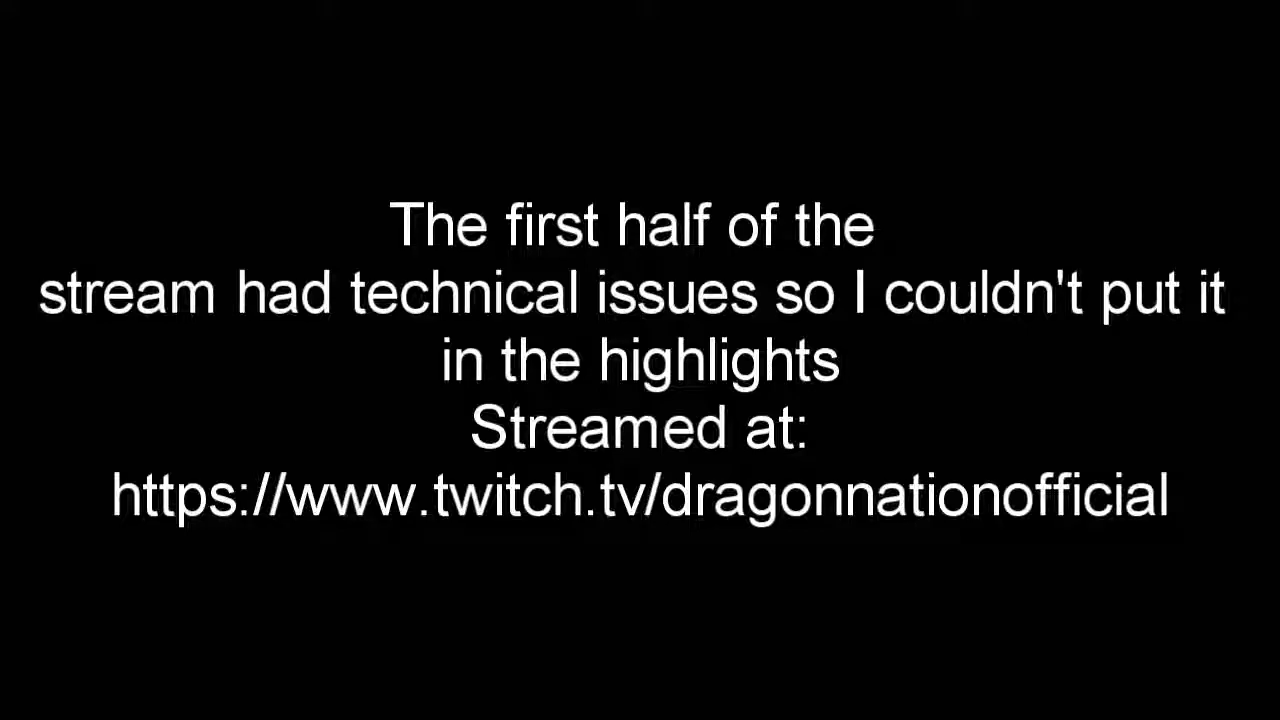 The first half of the
stream had technical issues so I couldn't put it
in the highlights
Streamed at:
https://www.twitch.tv/dragonnationofficial